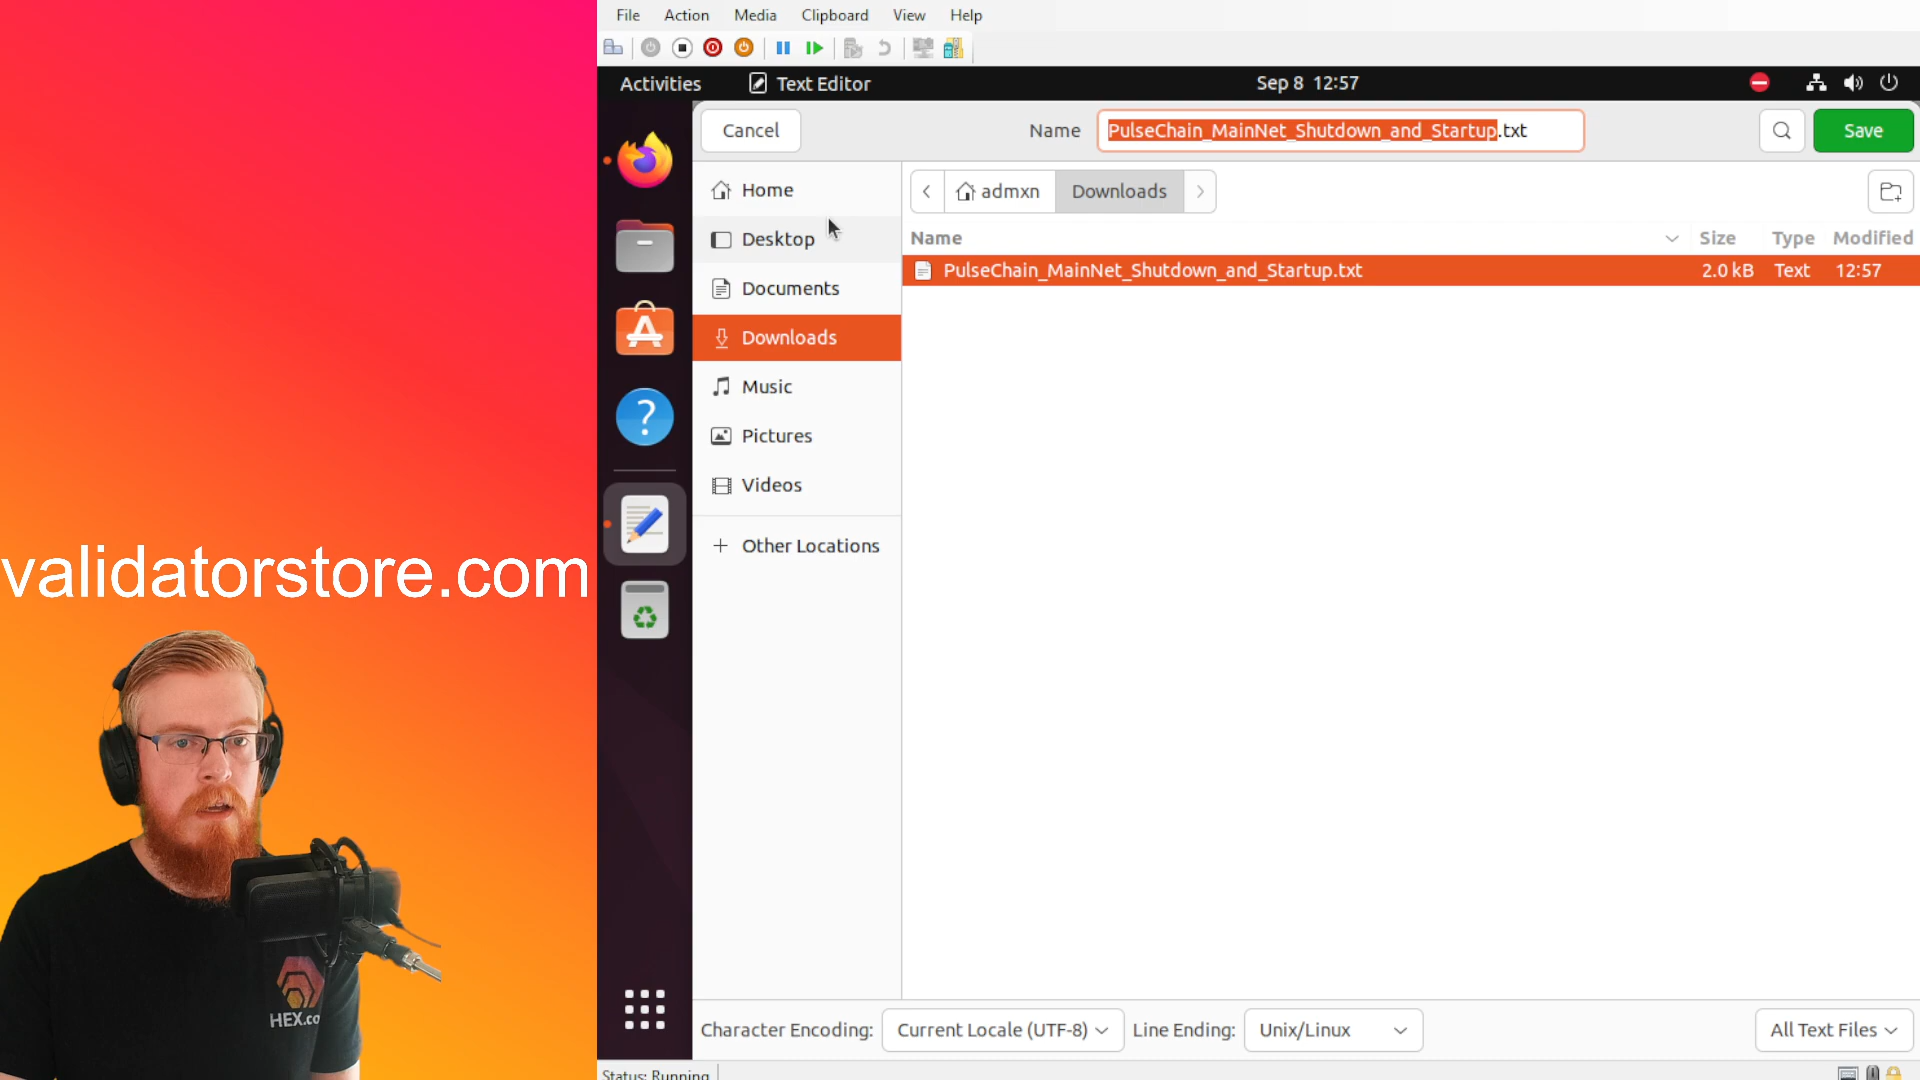 File Action Media Clipboard View Help
Activities Text Editor Sep 8 12:57
Cancel Name PulseChain_MainNet_Shutdown_and_Startup.txt Save
Home
Desktop
Documents
Downloads
Music
Pictures
Videos
Other Locations
admxn Downloads
Name Size Type Modified
PulseChain_MainNet_Shutdown_and_Startup.txt 2.0 kB Text 12:57
Character Encoding: Current Locale (UTF-8) Line Ending: Unix/Linux All Text Files
Status: Running
validatorstore.com
HEX.co